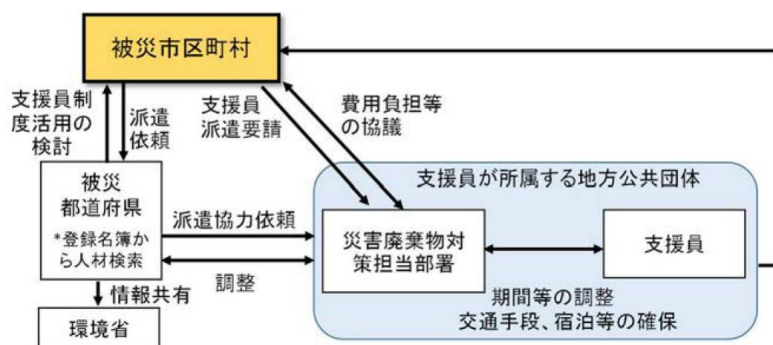 被災市区町村
支援員制
度活用の
検討
派遣
依頼
支援員
派遣要請
費用負担等
の協議
支援員が所属する地方公共団体
被災
都道府県
*登録名簿か
ら人材検索
派遣協力依頼
調整
災害廃棄物対
策担当部署
支援員
情報共有
期間等の調整
交通手段、宿泊等の確保
環境省